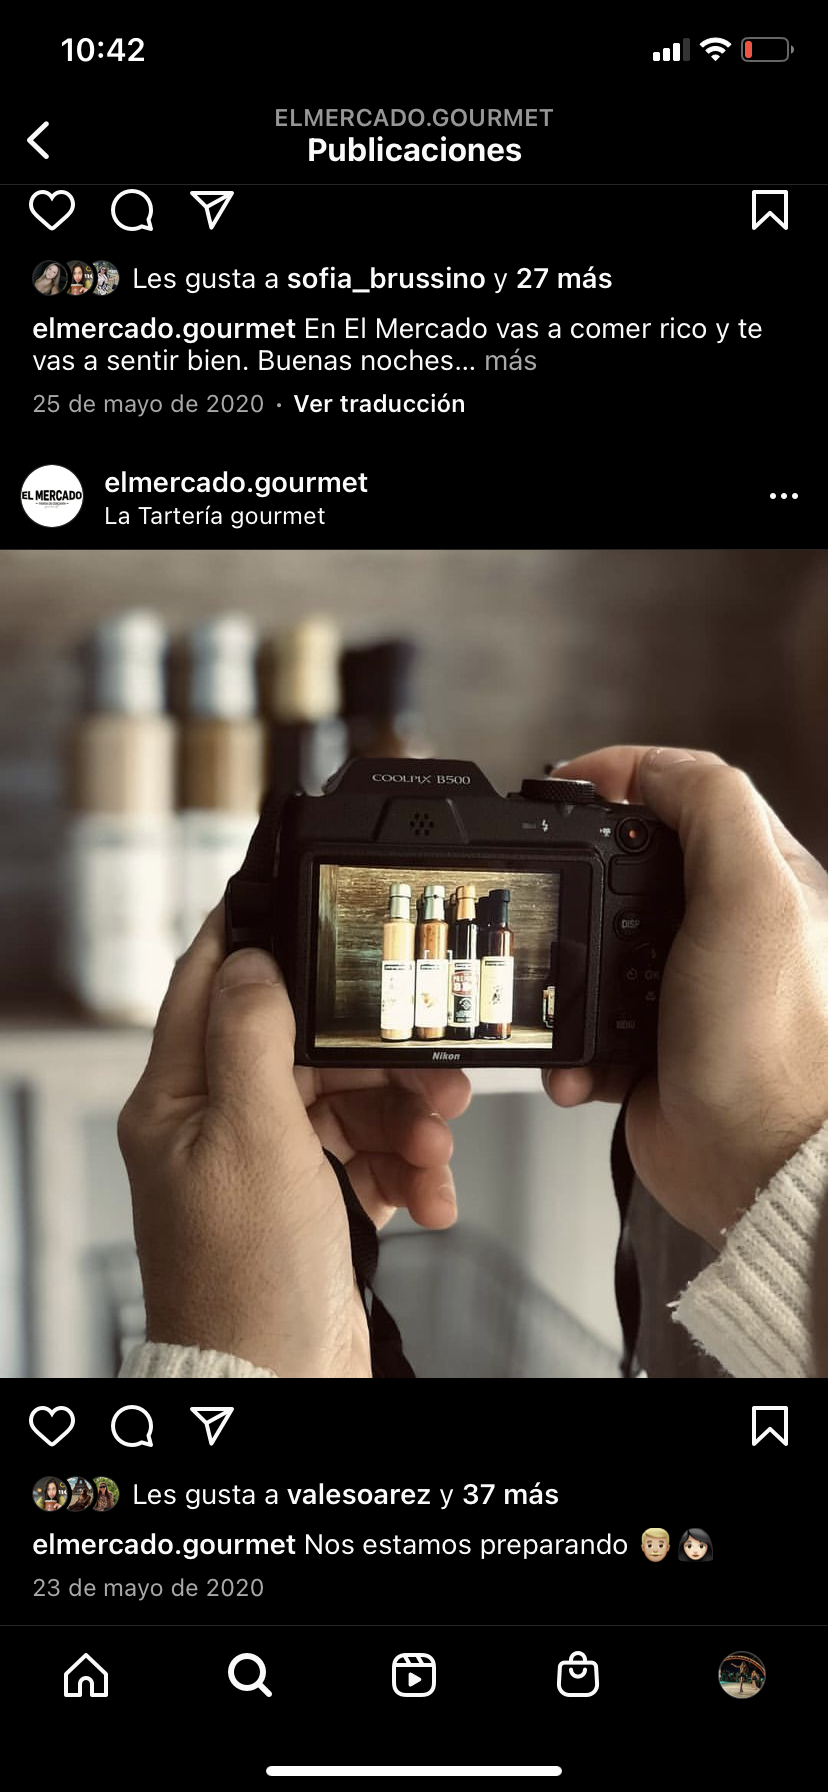 10:42
ELMERCADO.GOURMET
Publicaciones
Les gusta a sofia_brussino y 27 más
elmercado.gourmet En El Mercado vas a comer rico y te
vas a sentir bien. Buenas noches... más
25 de mayo de 2020 · Ver traducción
EL MERCADO
elmercado.gourmet
La Tartería gourmet
COOLPIX B500
DISP
OK
MENU
Nikon
Les gusta a valesoarez y 37 más
elmercado.gourmet Nos estamos preparando 👨🏼👩🏻
23 de mayo de 2020